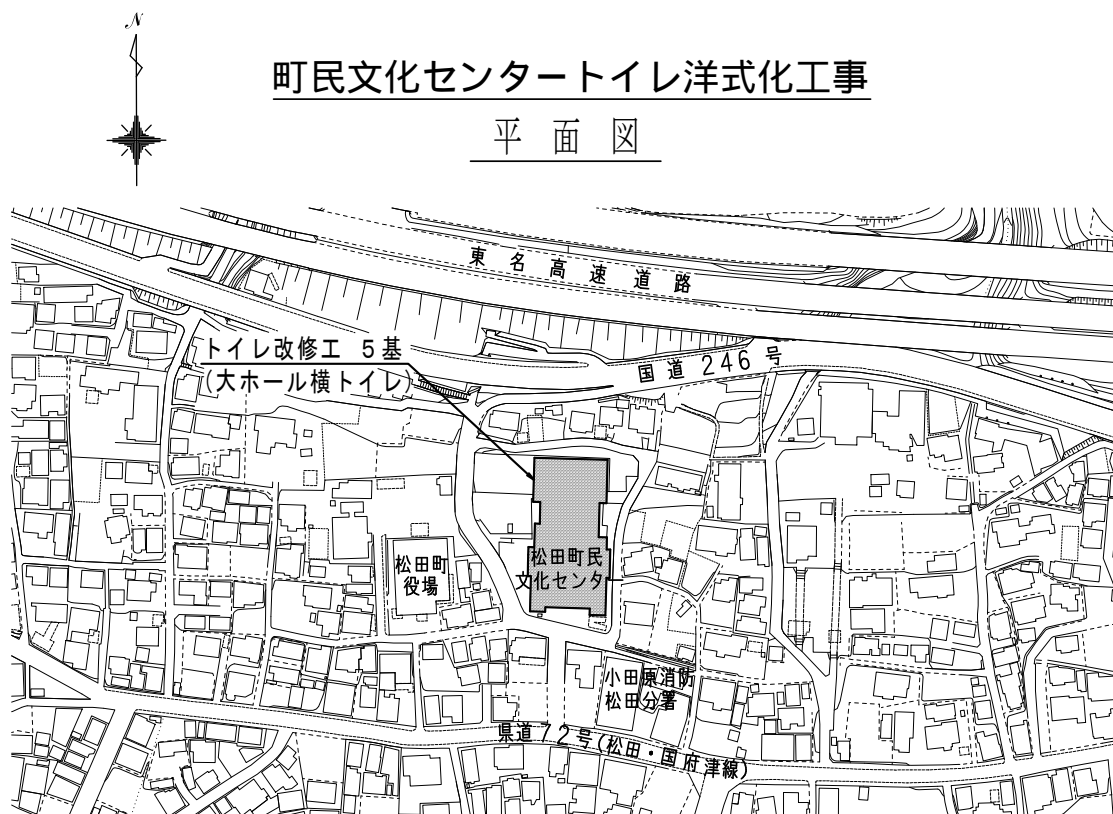 N
町民文化センタートイレ洋式化工事
平面図
東名高速道路
トイレ改修工 5基
(大ホール横トイレ)
国道246号
松田町
役場
松田町民
文化センタ
小田原消防
松田分署
県道72号(松田・国府津線)